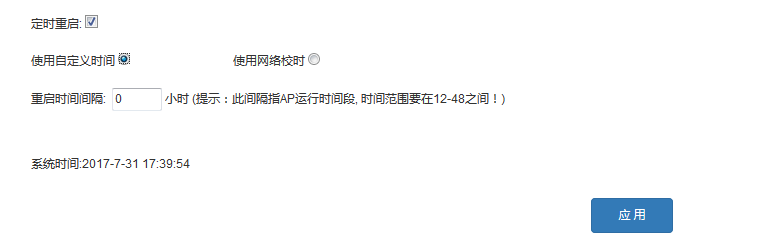 定时重启:
使用自定义时间 使用网络校时
重启时间间隔: 0 小时 (提示：此间隔指AP运行时间段, 时间范围要在12-48之间！)
系统时间:2017-7-31 17:39:54
应 用